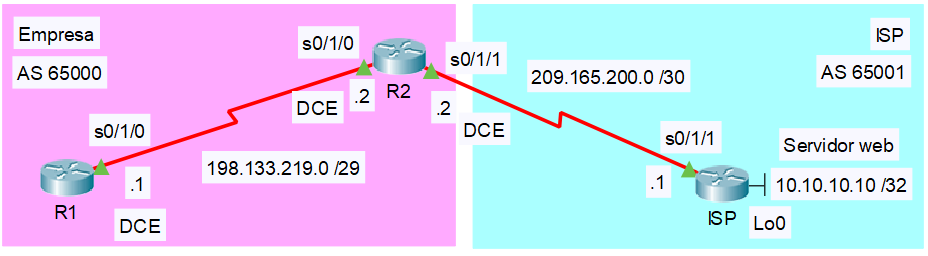 Empresa
AS 65000
s0/1/0
R2
s0/1/1
DCE
.2
.2
DCE
s0/1/0
198.133.219.0 /29
R1
.1
DCE
ISP
AS 65001
209.165.200.0 /30
s0/1/1
Servidor web
.1
10.10.10.10 /32
ISP
Lo0